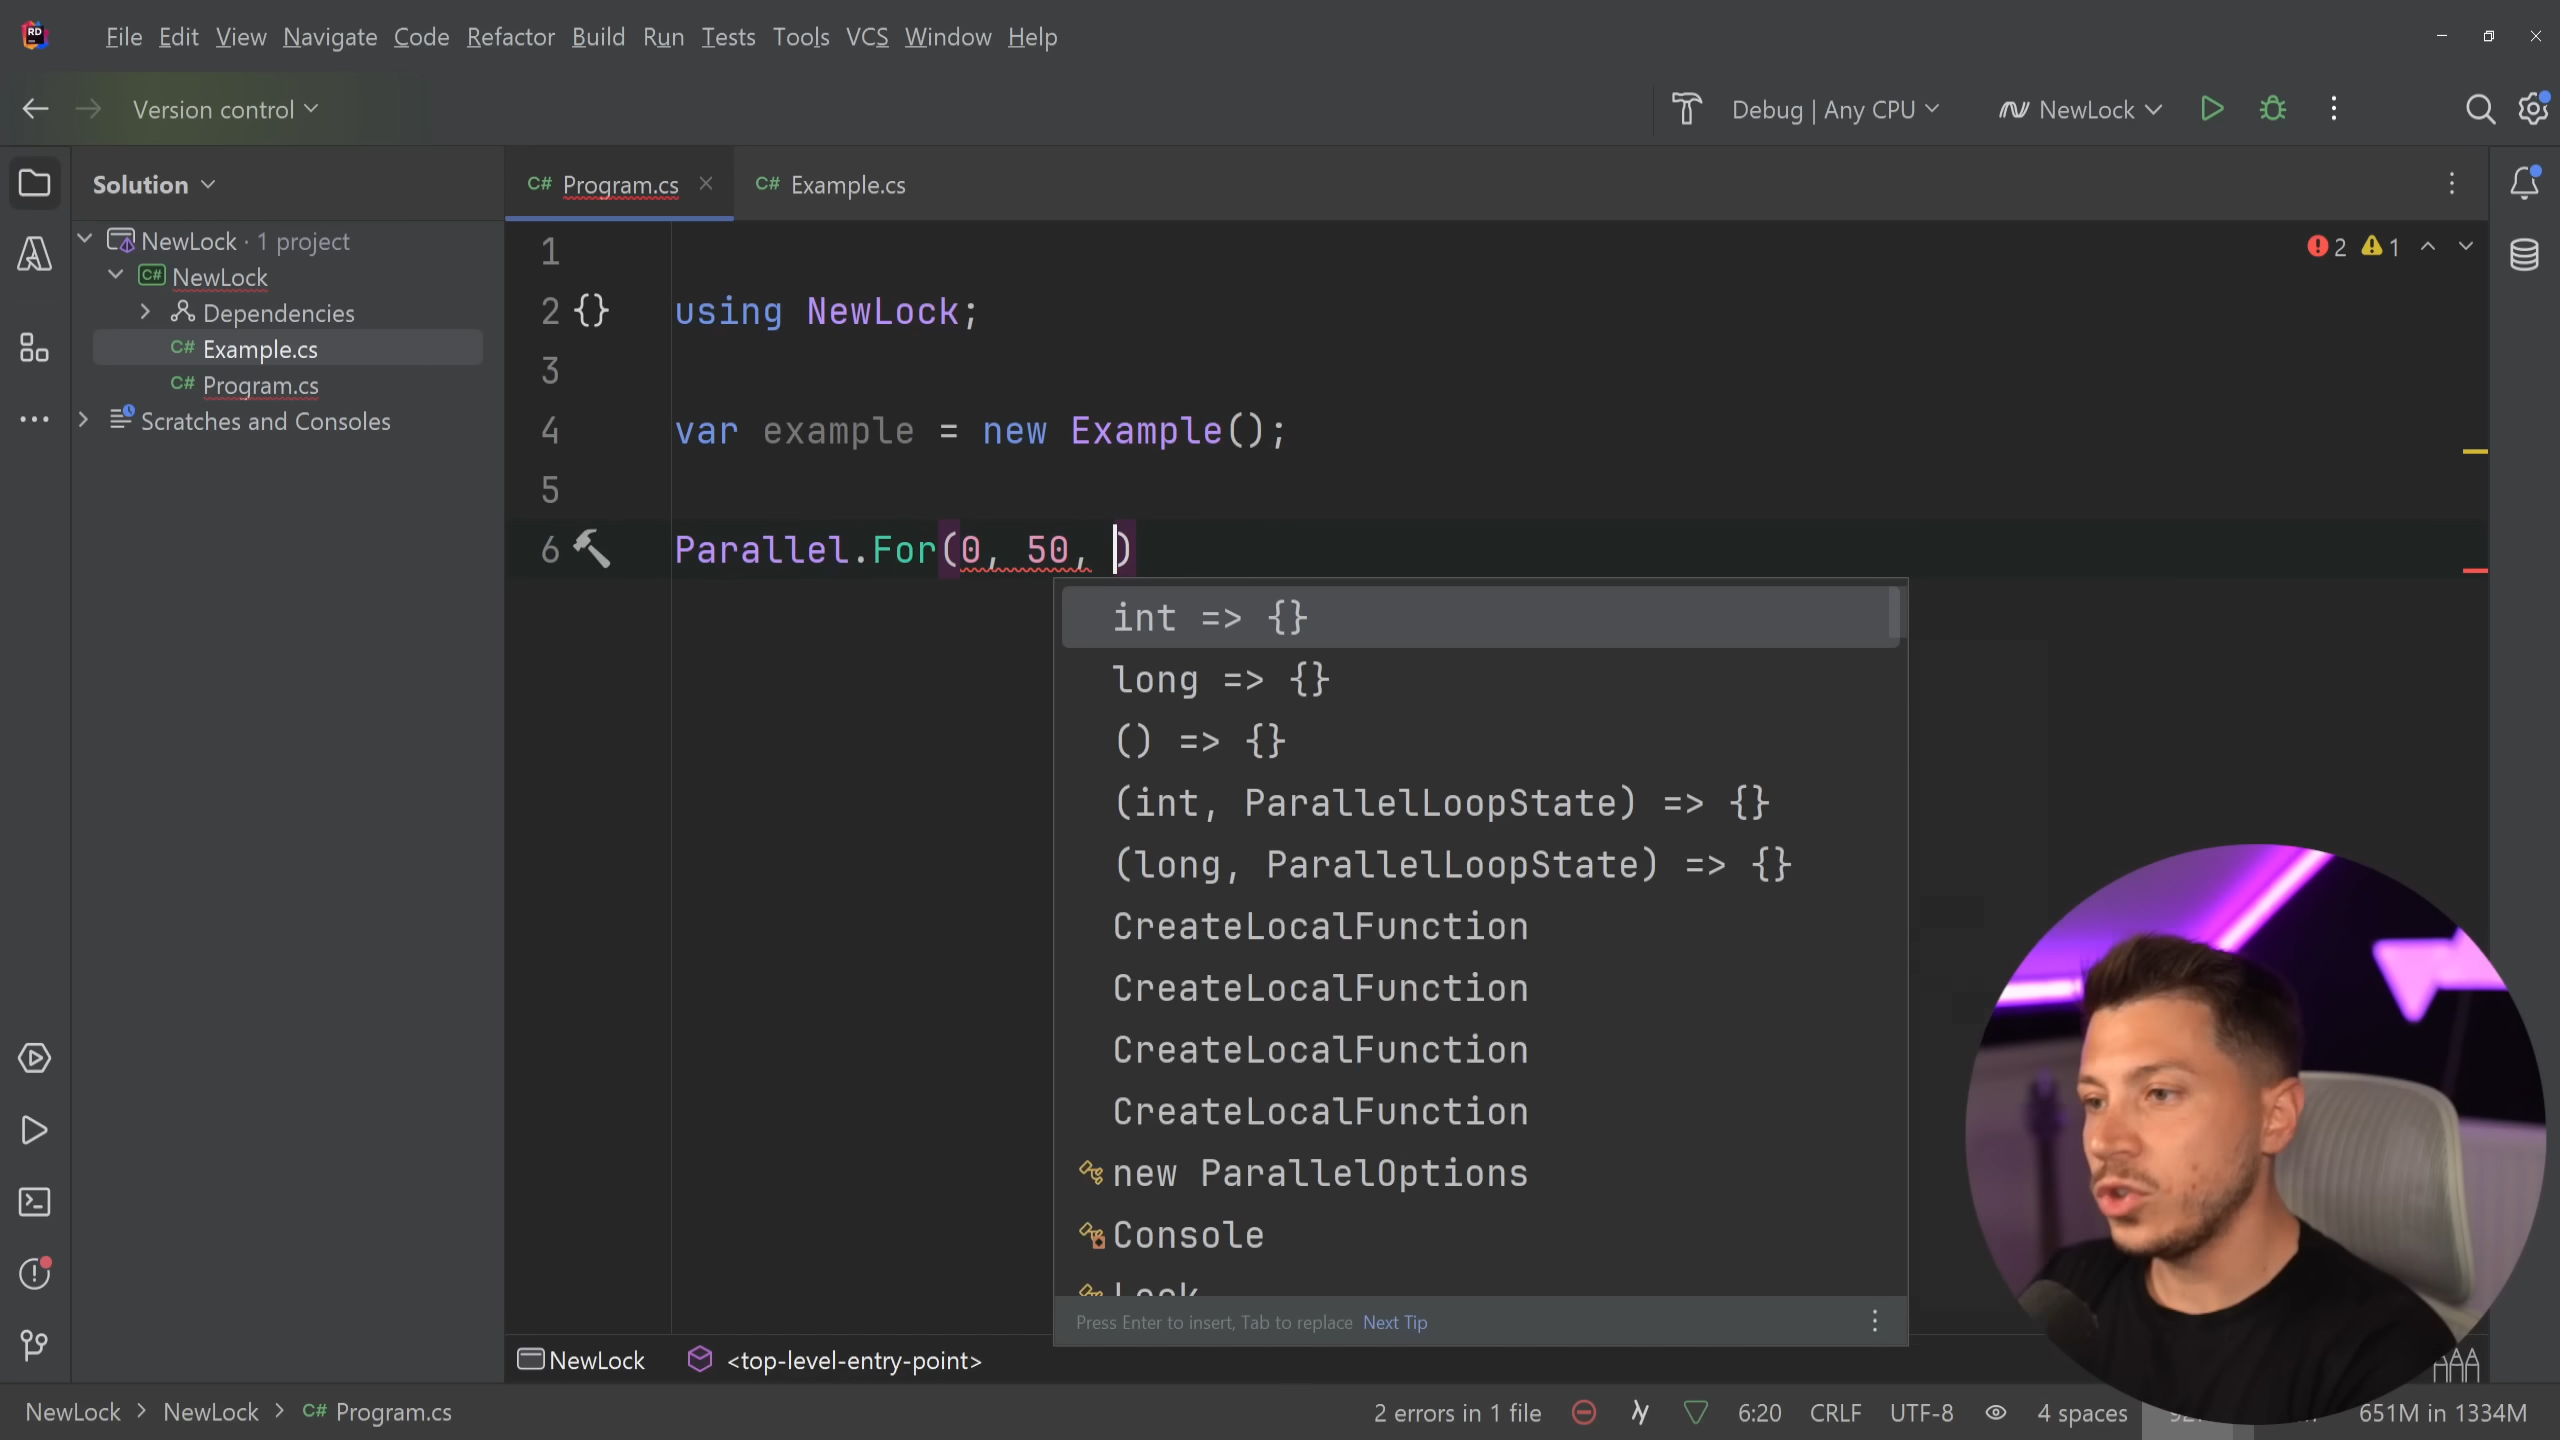 RD File Edit View Navigate Code Refactor Build Run Tests Tools VCS Window Help
Version control Debug | Any CPU NewLock
Solution
C# Program.cs C# Example.cs
NewLock · 1 project
C# NewLock
Dependencies
C# Example.cs
C# Program.cs
Scratches and Consoles
2 1
1
2 {} using NewLock;
3
4 var example = new Example();
5
6 Parallel.For(0, 50, )
int => {}
long => {}
() => {}
(int, ParallelLoopState) => {}
(long, ParallelLoopState) => {}
CreateLocalFunction
CreateLocalFunction
CreateLocalFunction
CreateLocalFunction
new ParallelOptions
Console
Lock
Press Enter to insert, Tab to replace Next Tip
NewLock <top-level-entry-point>
NewLock > NewLock > C# Program.cs 2 errors in 1 file 6:20 CRLF UTF-8 4 spaces 651M in 1334M